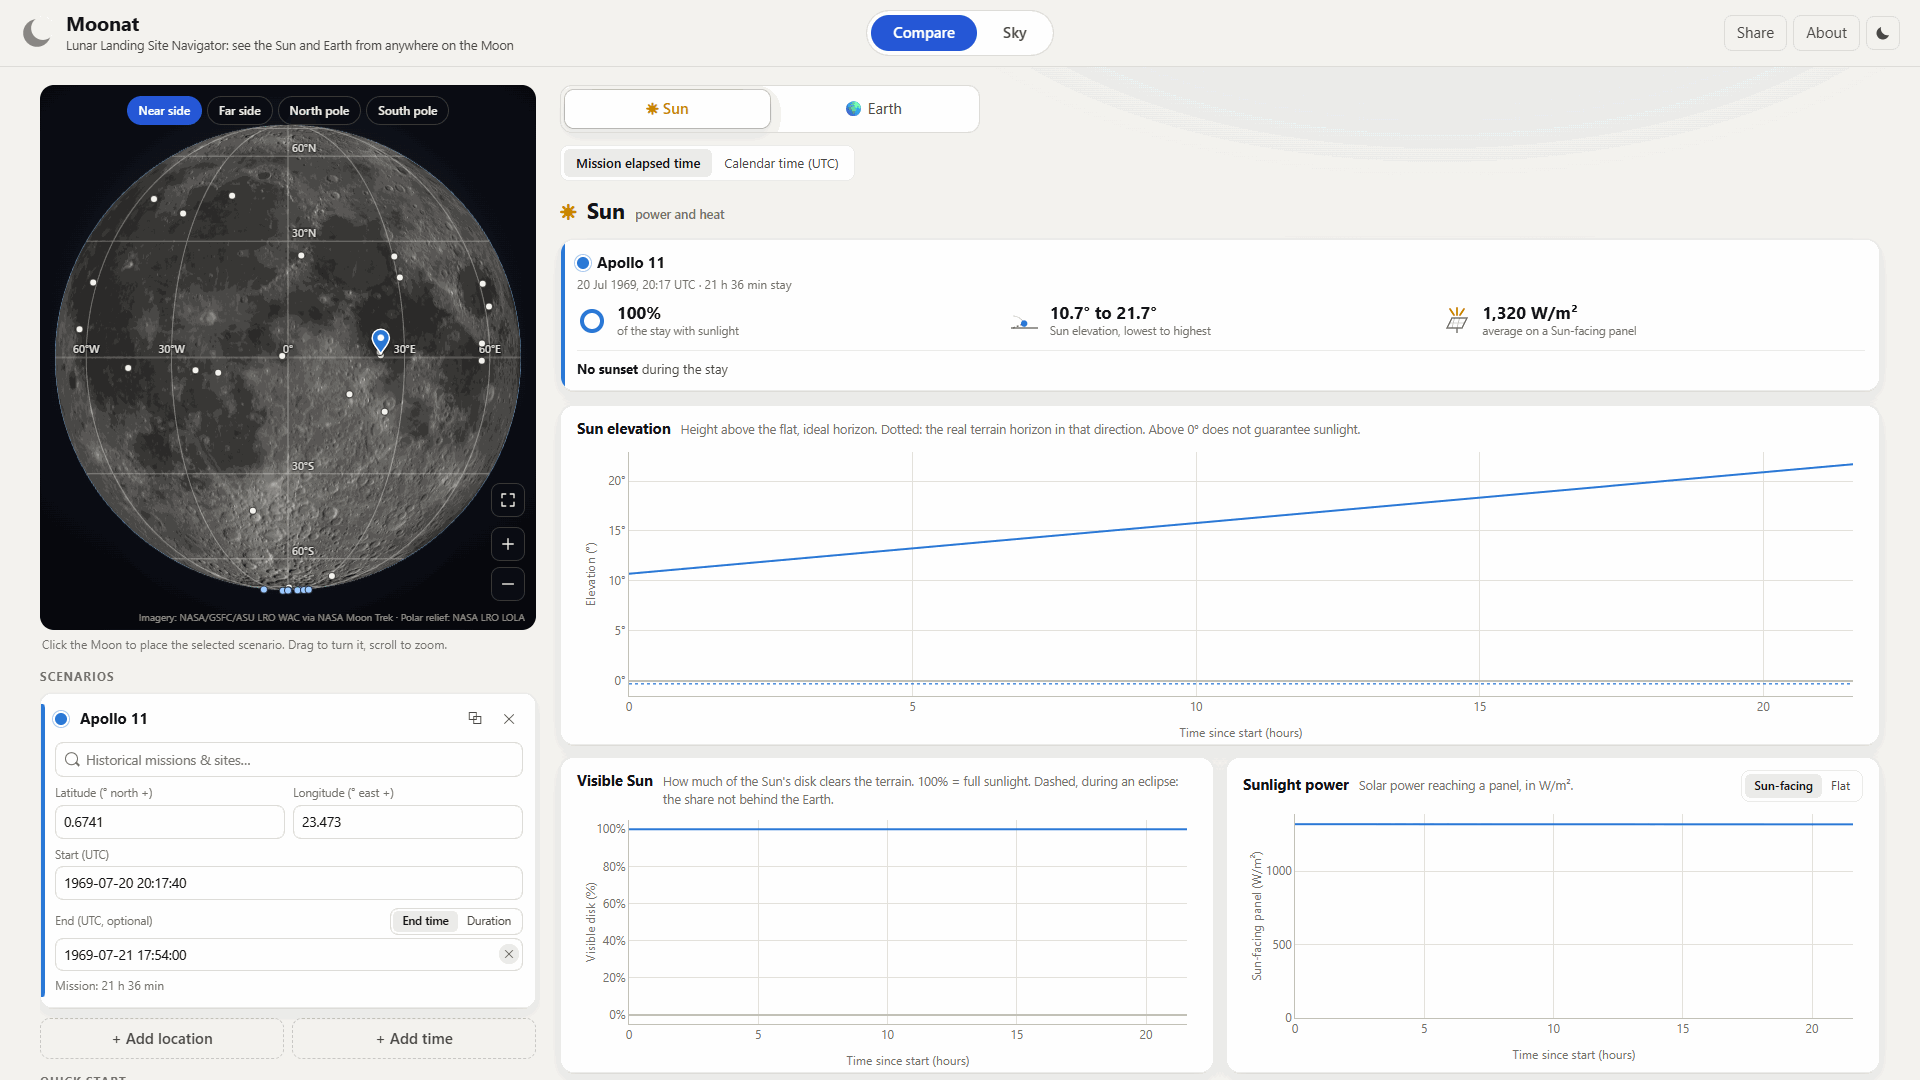 Moonat
Lunar Landing Site Navigator: see the Sun and Earth from anywhere on the Moon
Compare
Sky
Share
About
Near side
Far side
North pole
South pole
60°N
30°N
60°W
30°W
0°
30°E
60°E
30°S
60°S
Imagery: NASA/GSFC/ASU LRO WAC via NASA Moon Trek · Polar relief: NASA LRO LOLA
Click the Moon to place the selected scenario. Drag to turn it, scroll to zoom.
SCENARIOS
Apollo 11
Historical missions & sites...
Latitude (° north +)
Longitude (° east +)
0.6741
23.473
Start (UTC)
1969-07-20 20:17:40
End (UTC, optional)
End time
Duration
1969-07-21 17:54:00
Mission: 21 h 36 min
+ Add location
+ Add time
QUICK START
Sun
Earth
Mission elapsed time
Calendar time (UTC)
Sun power and heat
Apollo 11
20 Jul 1969, 20:17 UTC · 21 h 36 min stay
100%
of the stay with sunlight
10.7° to 21.7°
Sun elevation, lowest to highest
1,320 W/m²
average on a Sun-facing panel
No sunset during the stay
Sun elevation Height above the flat, ideal horizon. Dotted: the real terrain horizon in that direction. Above 0° does not guarantee sunlight.
Elevation (°)
20°
15°
10°
5°
0°
0
5
10
15
20
Time since start (hours)
Visible Sun How much of the Sun's disk clears the terrain. 100% = full sunlight. Dashed, during an eclipse:
the share not behind the Earth.
Visible disk (%)
100%
80%
60%
40%
20%
0%
0
5
10
15
20
Time since start (hours)
Sunlight power Solar power reaching a panel, in W/m².
Sun-facing
Flat
Sun-facing panel (W/m²)
1000
500
0
0
5
10
15
20
Time since start (hours)